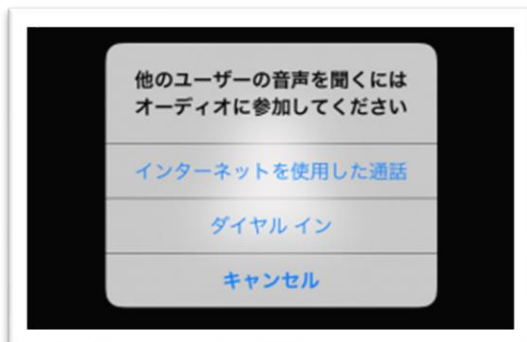 他のユーザーの音声を聞くには
オーディオに参加してください
インターネットを使用した通話
ダイヤル イン
キャンセル